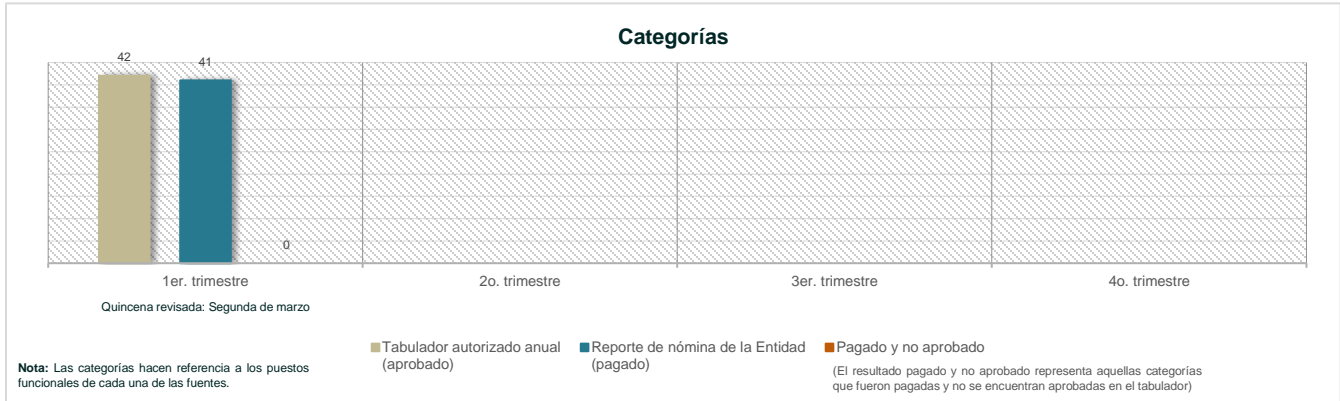 Categorías
42
41
0
1er. trimestre
2o. trimestre
3er. trimestre
4o. trimestre
Quincena revisada: Segunda de marzo
Tabulador autorizado anual
(aprobado)
Reporte de nómina de la Entidad
(pagado)
Pagado y no aprobado
(El resultado pagado y no aprobado representa aquellas categorías
que fueron pagadas y no se encuentran aprobadas en el tabulador)
Nota: Las categorías hacen referencia a los puestos
funcionales de cada una de las fuentes.